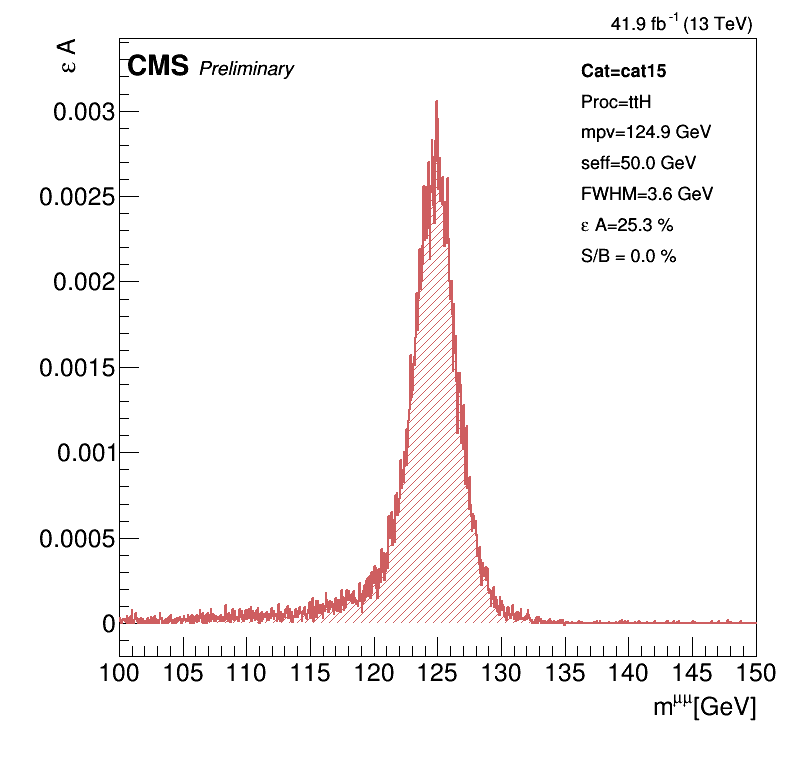 41.9 fb⁻¹ (13 TeV)
ε A
CMS Preliminary
Cat=cat15
Proc=ttH
mpv=124.9 GeV
seff=50.0 GeV
FWHM=3.6 GeV
ε A=25.3 %
S/B = 0.0 %
0.003
0.0025
0.002
0.0015
0.001
0.0005
0
100 105 110 115 120 125 130 135 140 145 150
m^μμ[GeV]